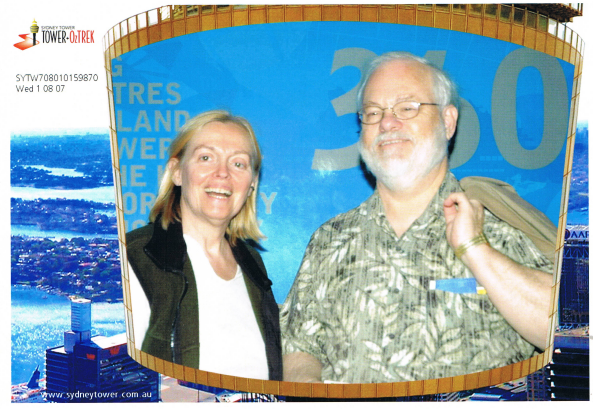 SYDNEY TOWER
TOWER-OZTREK
SYTW708010159870
Wed 1 08 07
360
G
TRES
LAND
WER
www.sydneytower.com.au